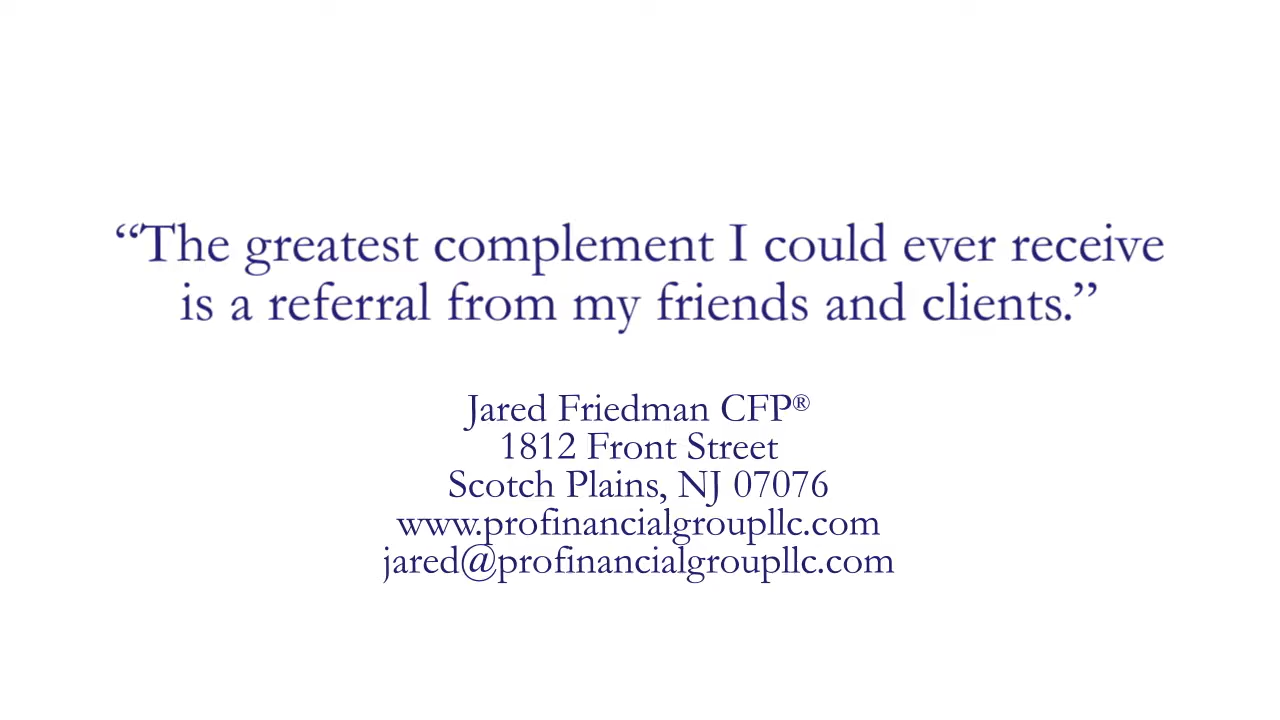 “The greatest complement I could ever receive
is a referral from my friends and clients.”
Jared Friedman CFP®
1812 Front Street
Scotch Plains, NJ 07076
www.profinancialgroupllc.com
jared@profinancialgroupllc.com